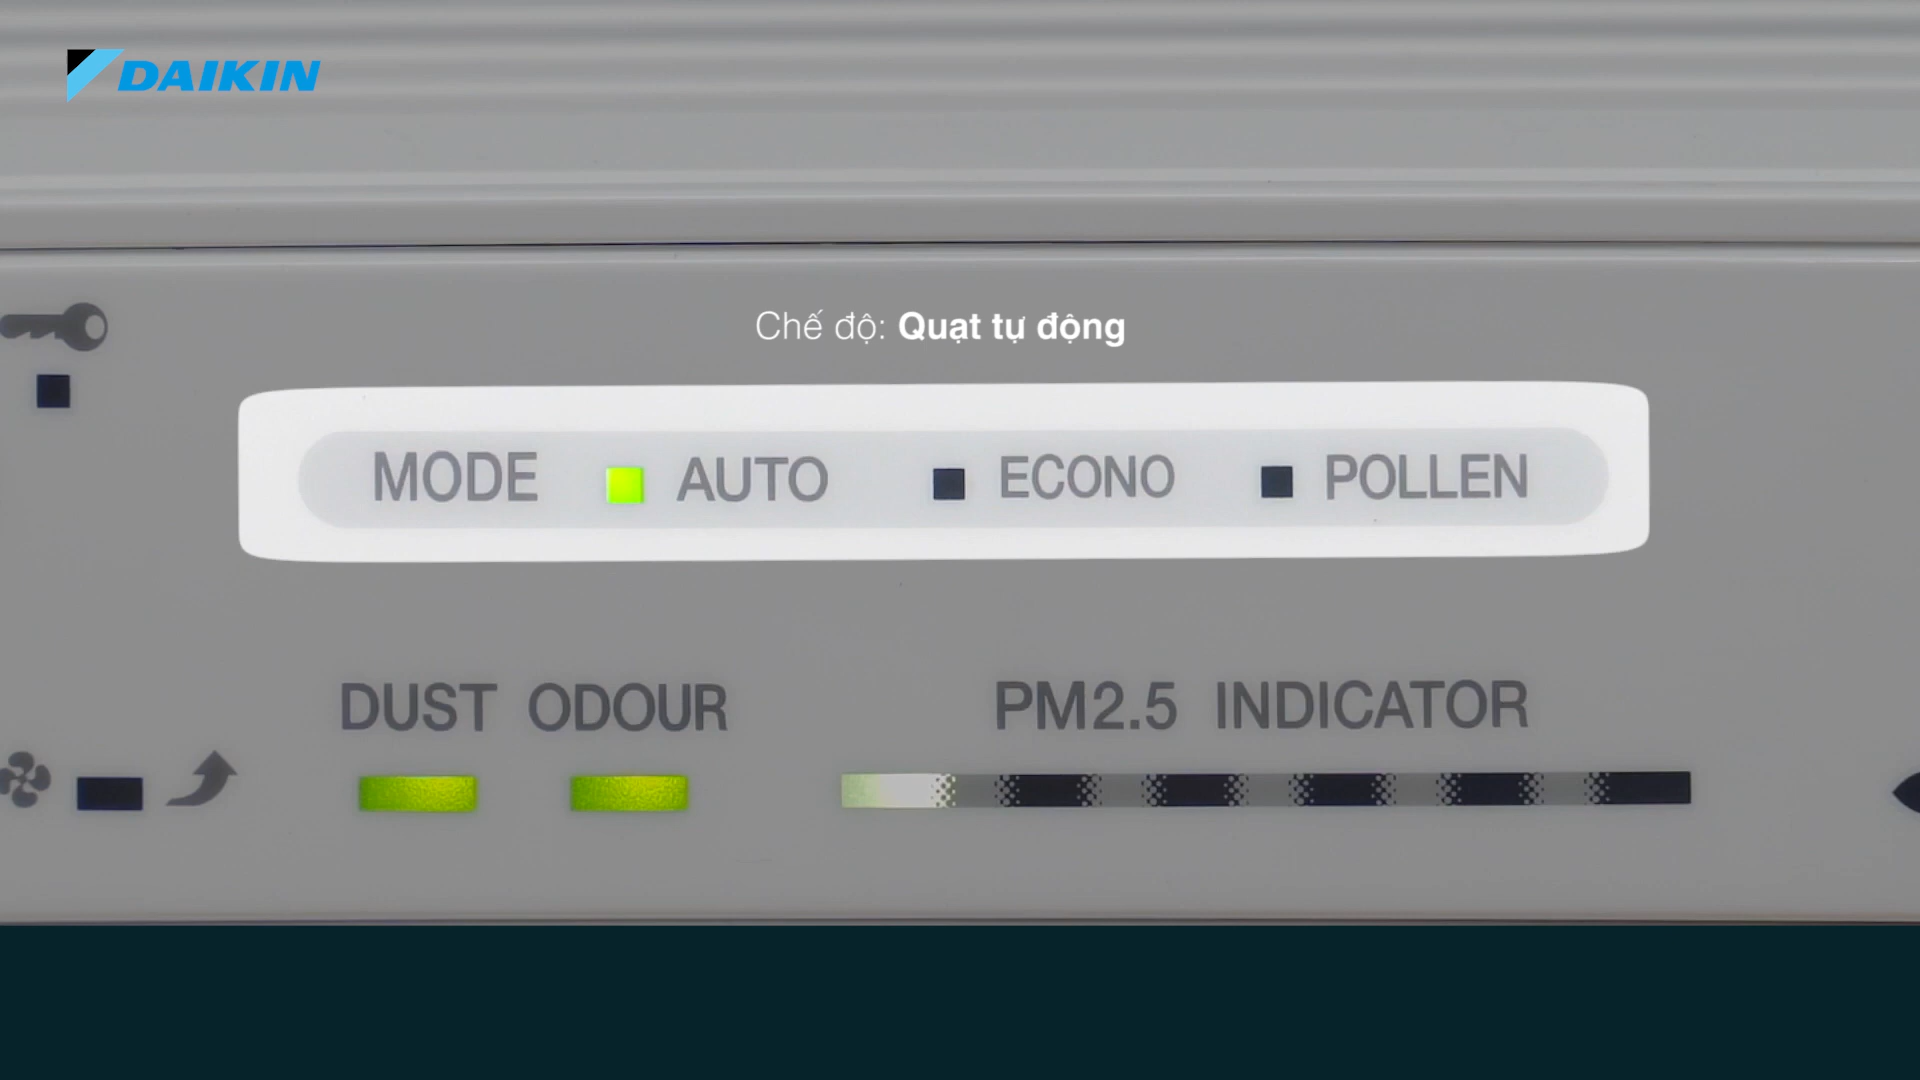 DAIKIN
Chế độ: Quạt tự động
MODE AUTO ECONO POLLEN
DUST ODOUR PM2.5 INDICATOR